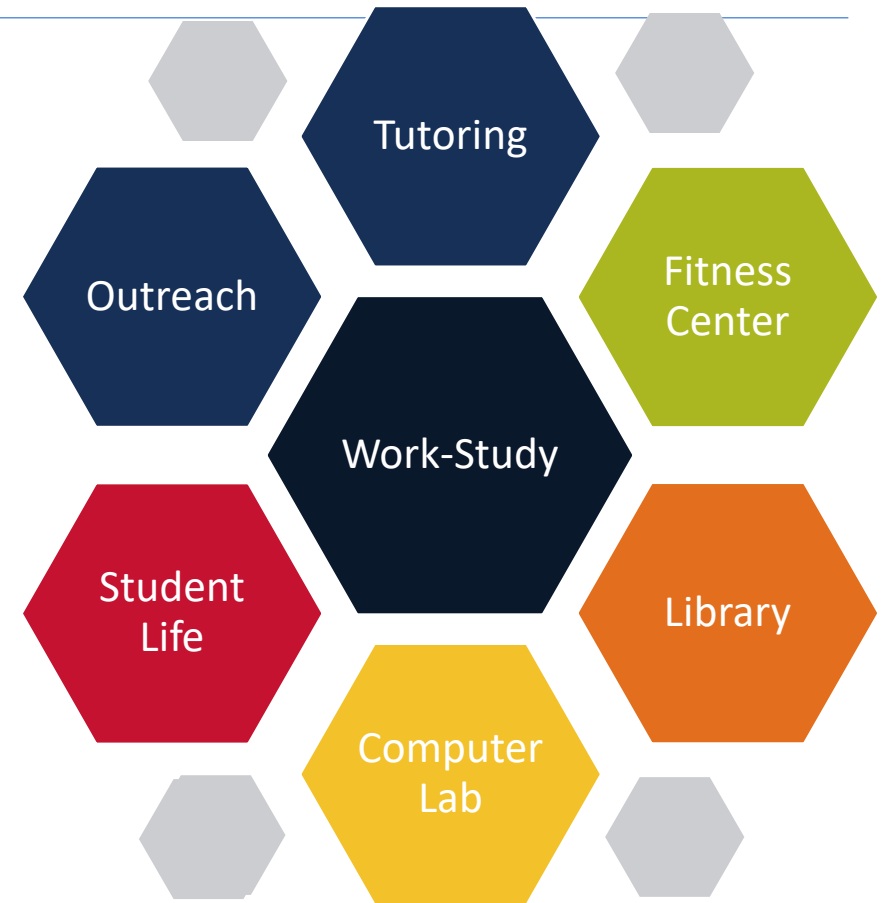 Tutoring
Outreach
Fitness
Center
Work-Study
Student
Life
Library
Computer
Lab